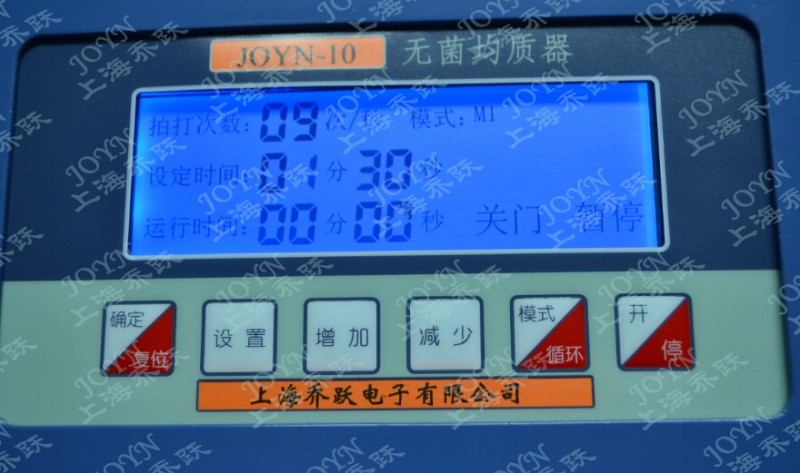 JOYN-10 无菌均质器
拍打次数: 09 次/秒 模式: M1
设定时间: 01 分 30 秒
运行时间: 00 分 00 秒 关门 暂停
确定 复位 设置 增加 减少 模式 循环 开 停
上海乔跃电子有限公司
JOYN
上海乔跃